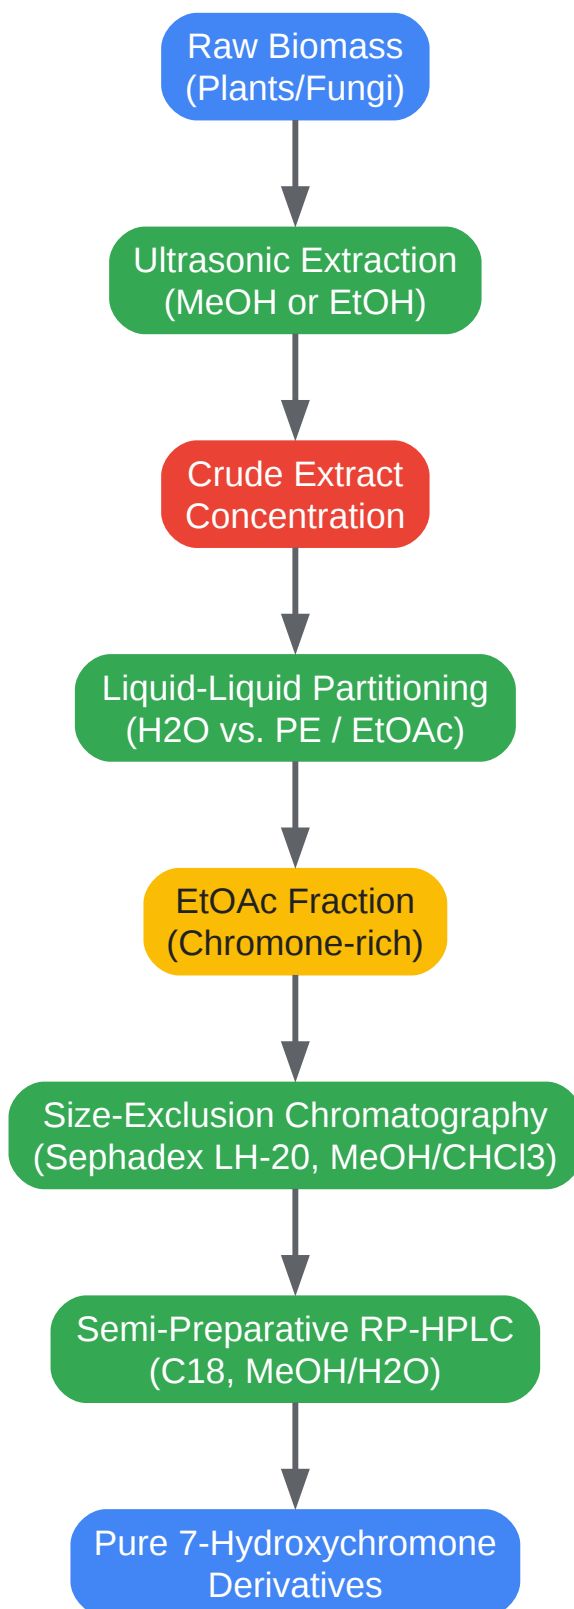 Raw Biomass
(Plants/Fungi)
Ultrasonic Extraction
(MeOH or EtOH)
Crude Extract
Concentration
Liquid-Liquid Partitioning
(H2O vs. PE / EtOAc)
EtOAc Fraction
(Chromone-rich)
Size-Exclusion Chromatography
(Sephadex LH-20, MeOH/CHCl3)
Semi-Preparative RP-HPLC
(C18, MeOH/H2O)
Pure 7-Hydroxychromone
Derivatives